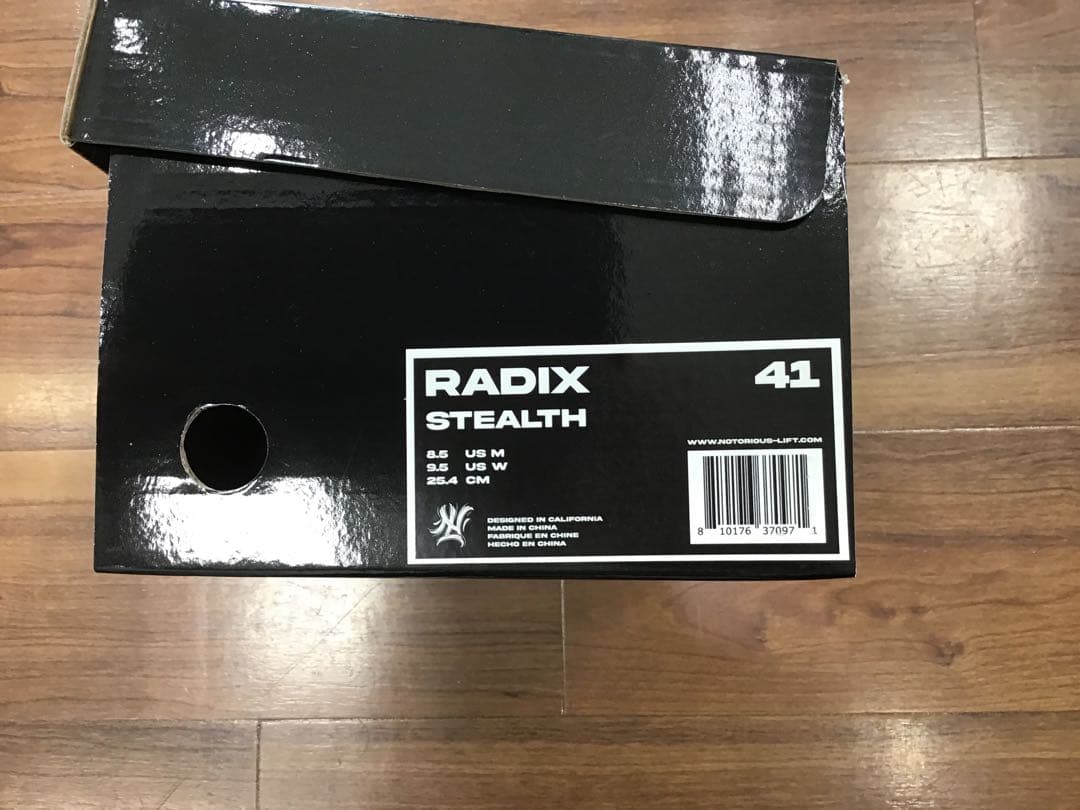 RADIX
41
STEALTH
8.5 US M
9.5 US W
25.4 CM
WWW.NOTORIOUS-LIFT.COM
DESIGNED IN CALIFORNIA
MADE IN CHINA
FABRIQUE EN CHINE
HECHO EN CHINA
8 10176 37097 1